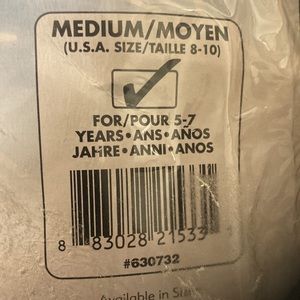 MEDIUM/MOYEN
(U.S.A. SIZE/TAILLE 8-10)
FOR/POUR 5-7
YEARS•ANS•AÑOS
JAHRE•ANNI•ANOS
8 83028 21533
#630732
Available in